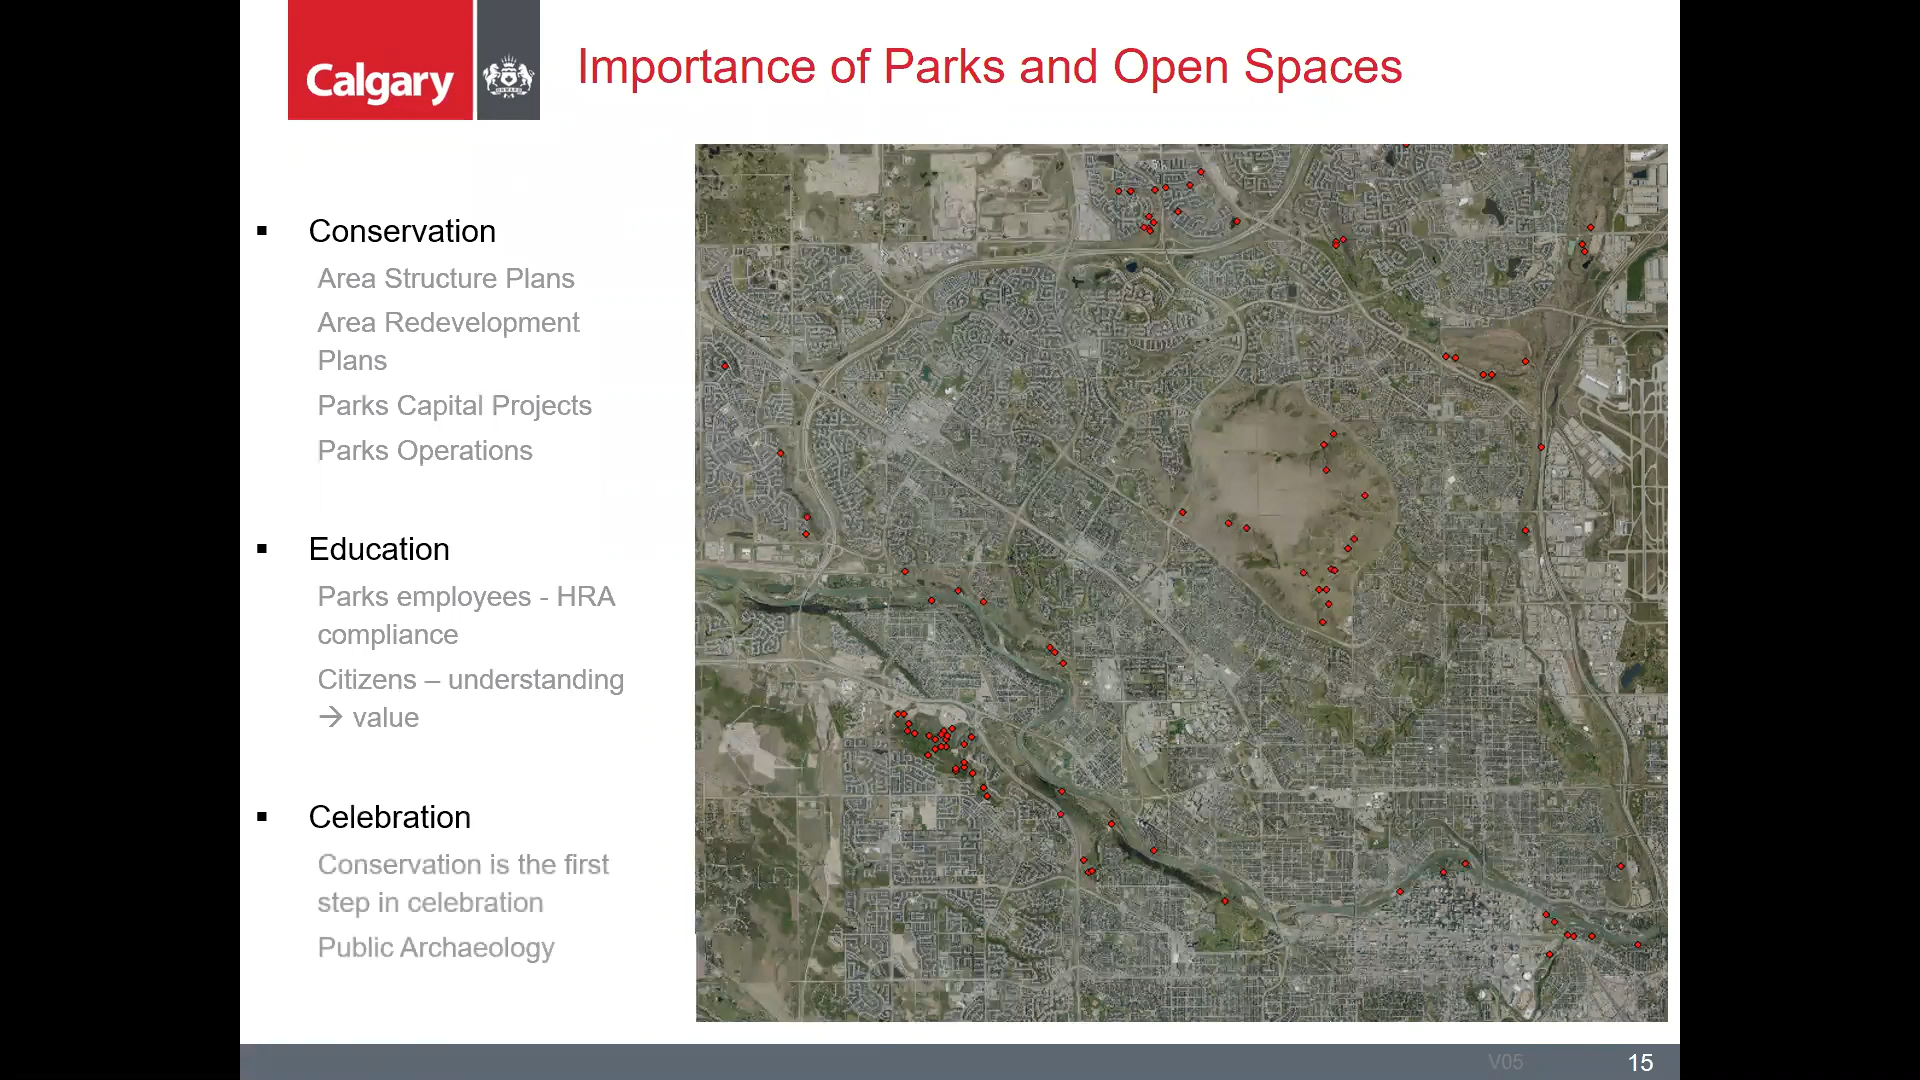 Calgary
ONWARD
Importance of Parks and Open Spaces
▪ Conservation
Area Structure Plans
Area Redevelopment
Plans
Parks Capital Projects
Parks Operations
▪ Education
Parks employees - HRA
compliance
Citizens – understanding
→ value
▪ Celebration
Conservation is the first
step in celebration
Public Archaeology
V05
15